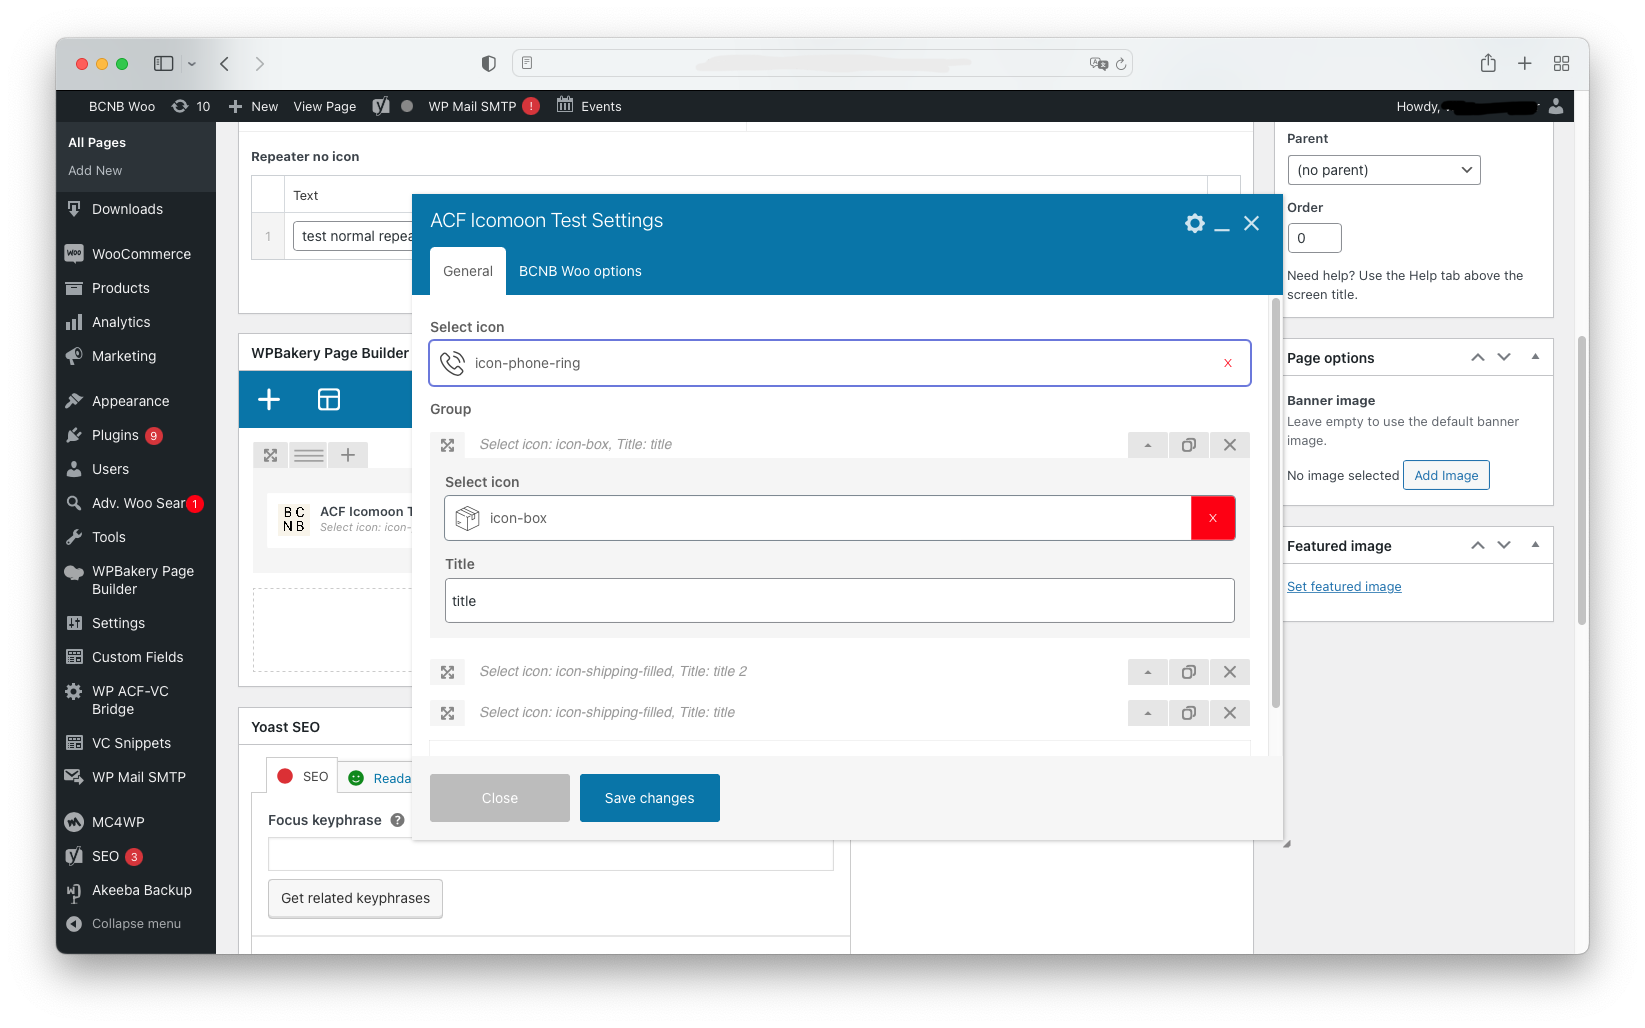 BCNB Woo
10
New
View Page
WP Mail SMTP
!
Events
Howdy,
All Pages
Add New
Downloads
WooCommerce
Products
Analytics
Marketing
Appearance
Plugins 9
Users
Adv. Woo Sear 1
Tools
WPBakery Page
Builder
Settings
Custom Fields
WP ACF-VC
Bridge
VC Snippets
WP Mail SMTP
MC4WP
SEO 3
Akeeba Backup
Collapse menu
Repeater no icon
Text
1
test normal repea
WPBakery Page Builder
BC
NB
ACF Icomoon T
Select icon: icon-
Yoast SEO
SEO
Reada
Focus keyphrase ?
Get related keyphrases
ACF Icomoon Test Settings
General
BCNB Woo options
Select icon
icon-phone-ring
X
Group
Select icon: icon-box, Title: title
Select icon
icon-box
X
Title
title
Select icon: icon-shipping-filled, Title: title 2
Select icon: icon-shipping-filled, Title: title
Close
Save changes
Parent
(no parent)
Order
0
Need help? Use the Help tab above the
screen title.
Page options
Banner image
Leave empty to use the default banner
image.
No image selected
Add Image
Featured image
Set featured image